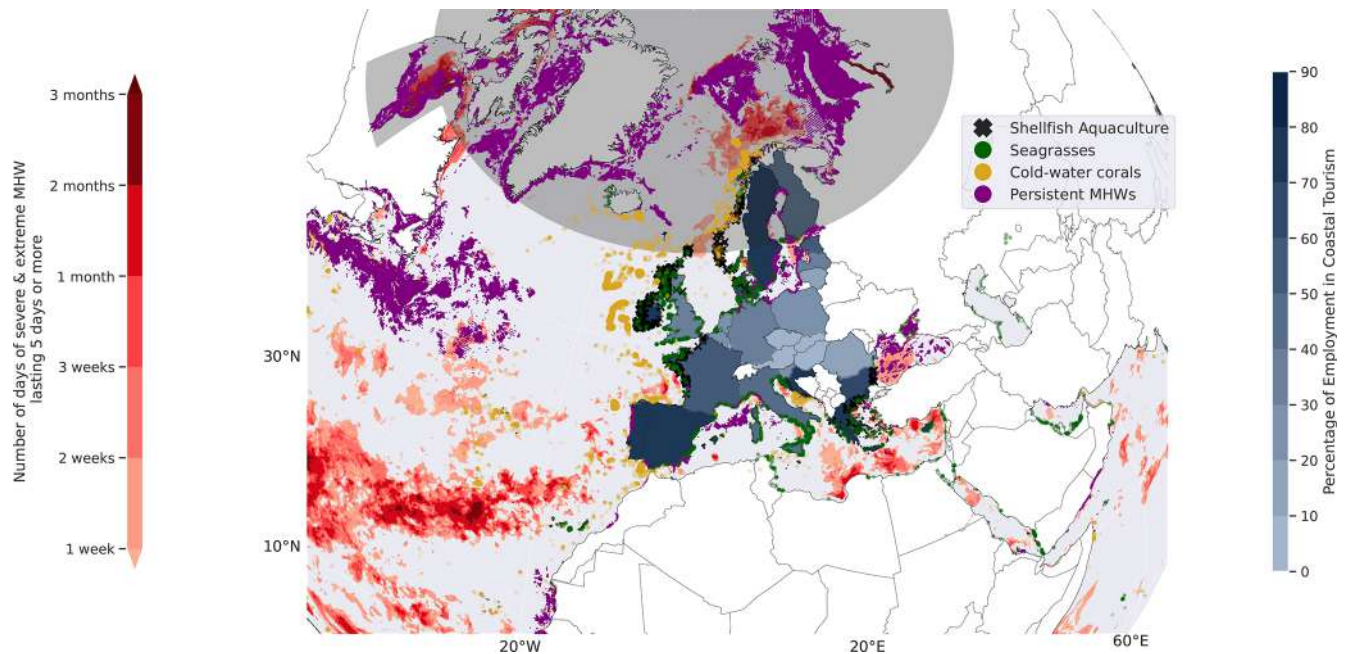 3 months
2 months
1 month
3 weeks
2 weeks
1 week
Number of days of severe & extreme MHW
lasting 5 days or more
Shellfish Aquaculture
Seagrasses
Cold-water corals
Persistent MHWs
30°N
10°N
20°W
20°E
60°E
90
80
70
60
50
40
30
20
10
0
Percentage of Employment in Coastal Tourism